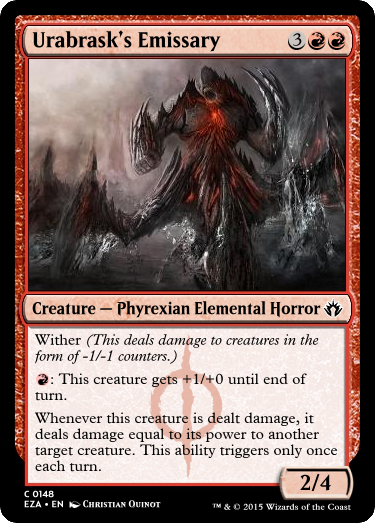 Urabrask's Emissary 3
Creature — Phyrexian Elemental Horror
Wither (This deals damage to creatures in the
form of -1/-1 counters.)
: This creature gets +1/+0 until end of
turn.
Whenever this creature is dealt damage, it
deals damage equal to its power to another
target creature. This ability triggers only once
each turn.
2/4
C 0148
EZA • EN Christian Quinot
™ & © 2015 Wizards of the Coast